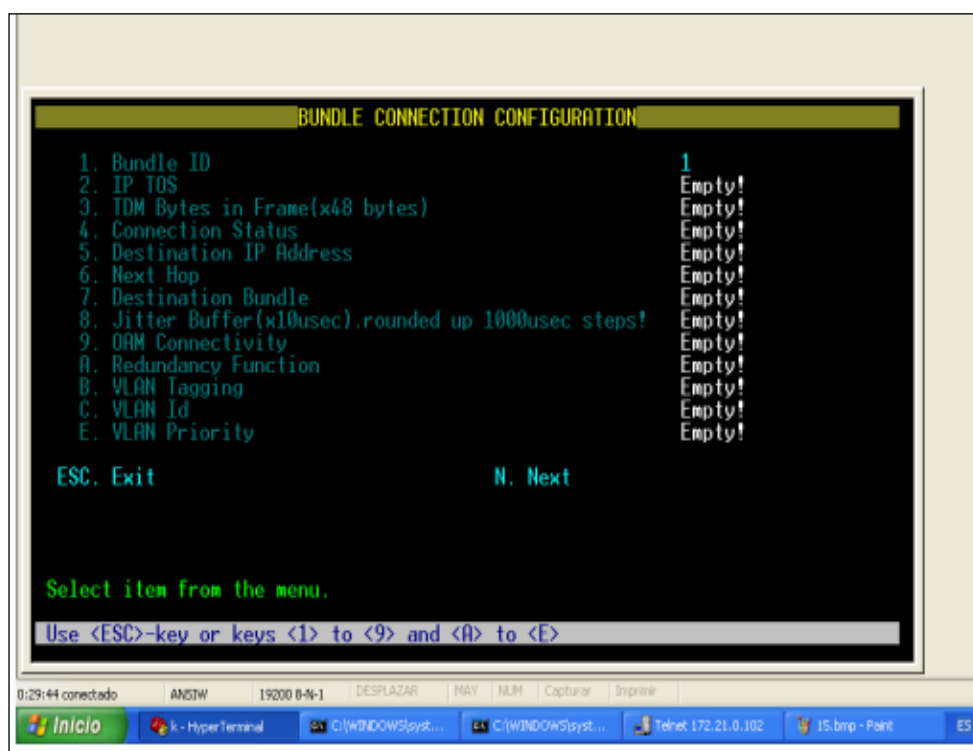 BUNDLE CONNECTION CONFIGURATION
1. Bundle ID 1
2. IP TOS Empty!
3. TDM Bytes in Frame(x48 bytes) Empty!
4. Connection Status Empty!
5. Destination IP Address Empty!
6. Next Hop Empty!
7. Destination Bundle Empty!
8. Jitter Buffer(x10usec).rounded up 1000usec steps! Empty!
9. OAM Connectivity Empty!
A. Redundancy Function Empty!
B. VLAN Tagging Empty!
C. VLAN Id Empty!
E. VLAN Priority Empty!
ESC. Exit N. Next
Select item from the menu.
Use <ESC>-key or keys <1> to <9> and <A> to <E>
0:29:44 conectado ANSIW 19200 8-N-1 DESPLAZAR MAY NUM Capturar Imprimir
Inicio k - HyperTerminal C:\WINDOWS\syst... C:\WINDOWS\syst... Telnet 172.21.0.102 15.bmp - Paint ES